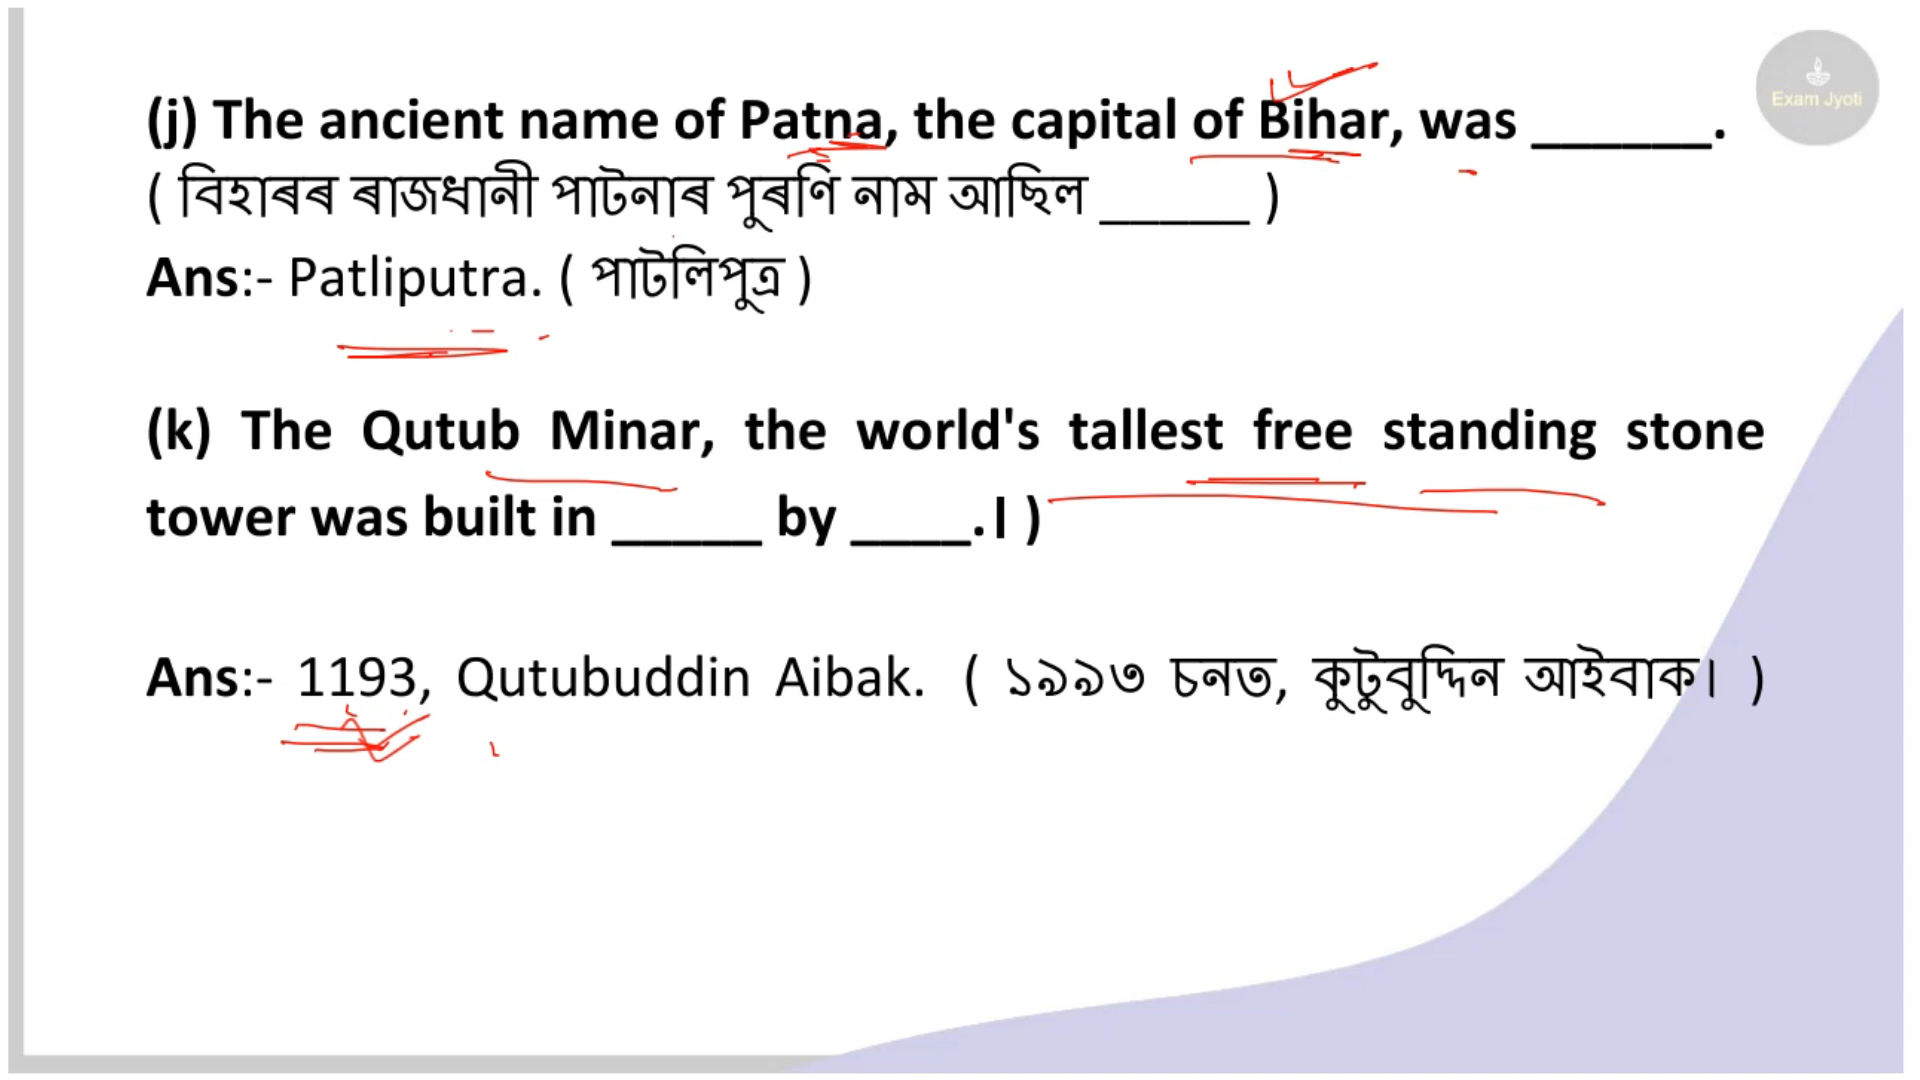 Exam Jyoti
(j) The ancient name of Patna, the capital of Bihar, was ______.
( বিহাৰৰ ৰাজধানী পাটনাৰ পুৰণি নাম আছিল _____ )
Ans:- Patliputra. ( পাটলিপুত্ৰ )
(k) The Qutub Minar, the world's tallest free standing stone
tower was built in _____ by ____.। )
Ans:- 1193, Qutubuddin Aibak. ( ১৯৯৩ চনত, কুটুবুদ্দিন আইবাক। )